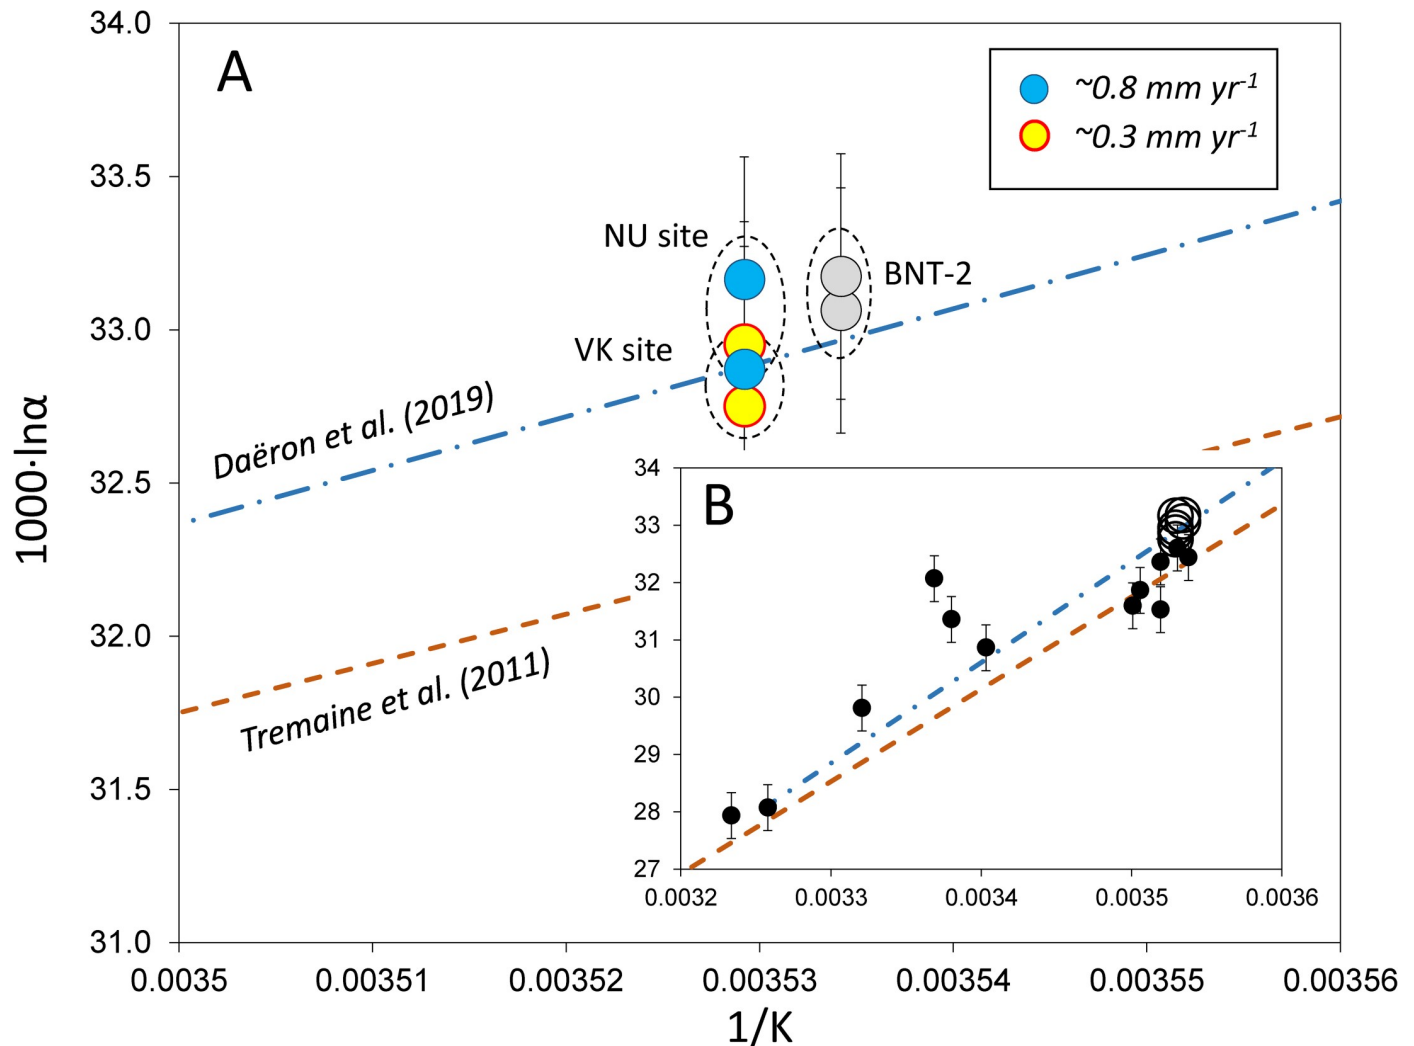 34.0
33.5
33.0
32.5
32.0
31.5
31.0
1000·lnα
A
~0.8 mm yr⁻¹
~0.3 mm yr⁻¹
NU site
BNT-2
VK site
Daëron et al. (2019)
Tremaine et al. (2011)
B
34
33
32
31
30
29
28
27
0.0032 0.0033 0.0034 0.0035 0.0036
0.0035 0.00351 0.00352 0.00353 0.00354 0.00355 0.00356
1/K